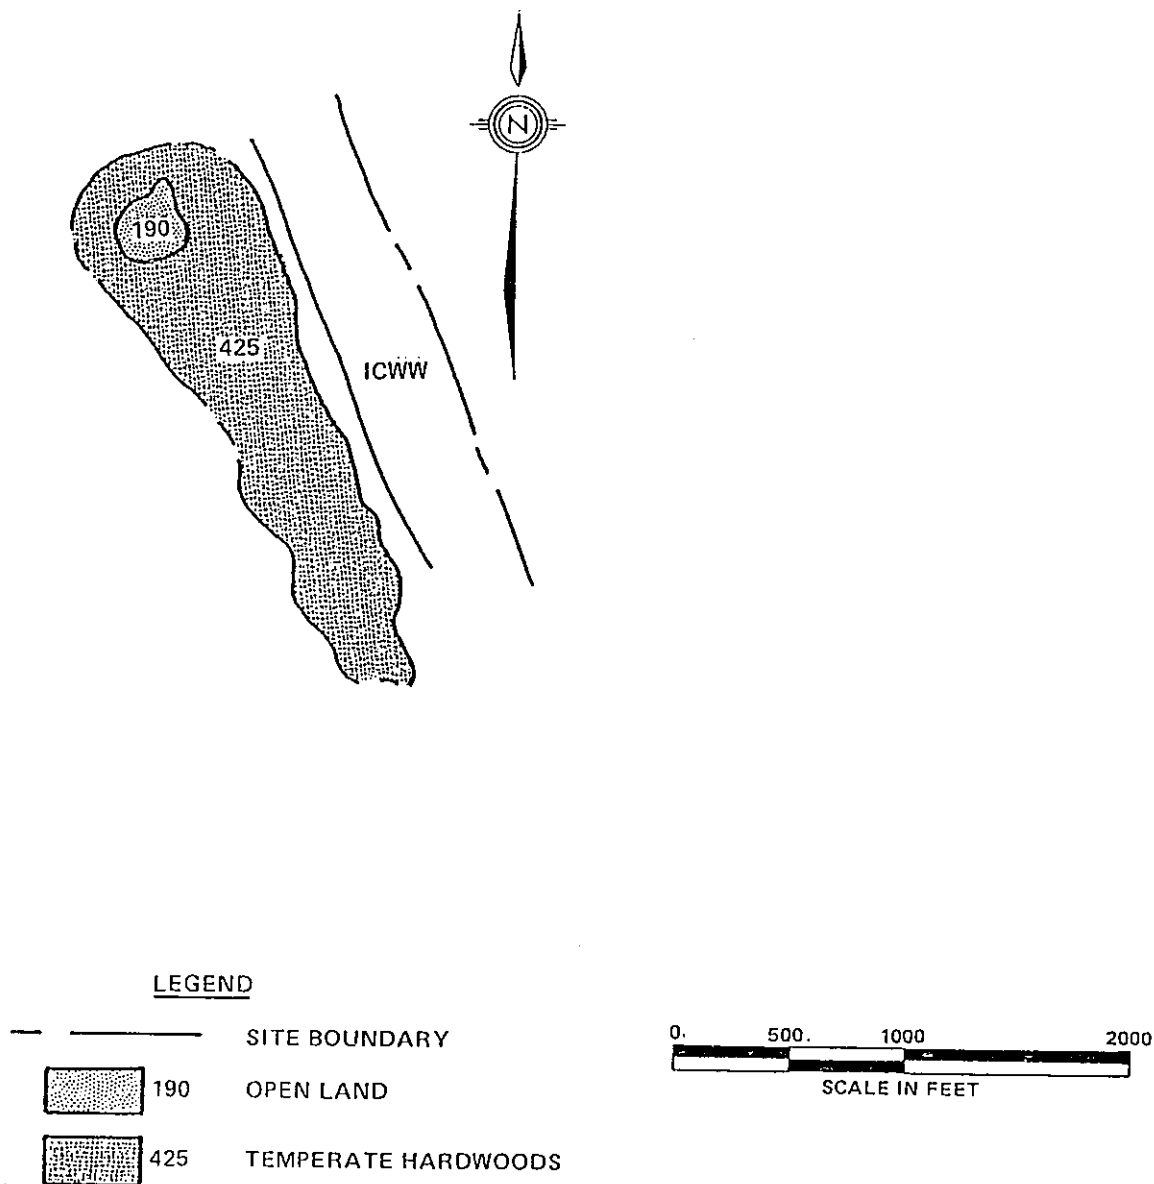 N
190
425
ICWW
LEGEND
SITE BOUNDARY
190 OPEN LAND
425 TEMPERATE HARDWOODS
0. 500. 1000 2000
SCALE IN FEET